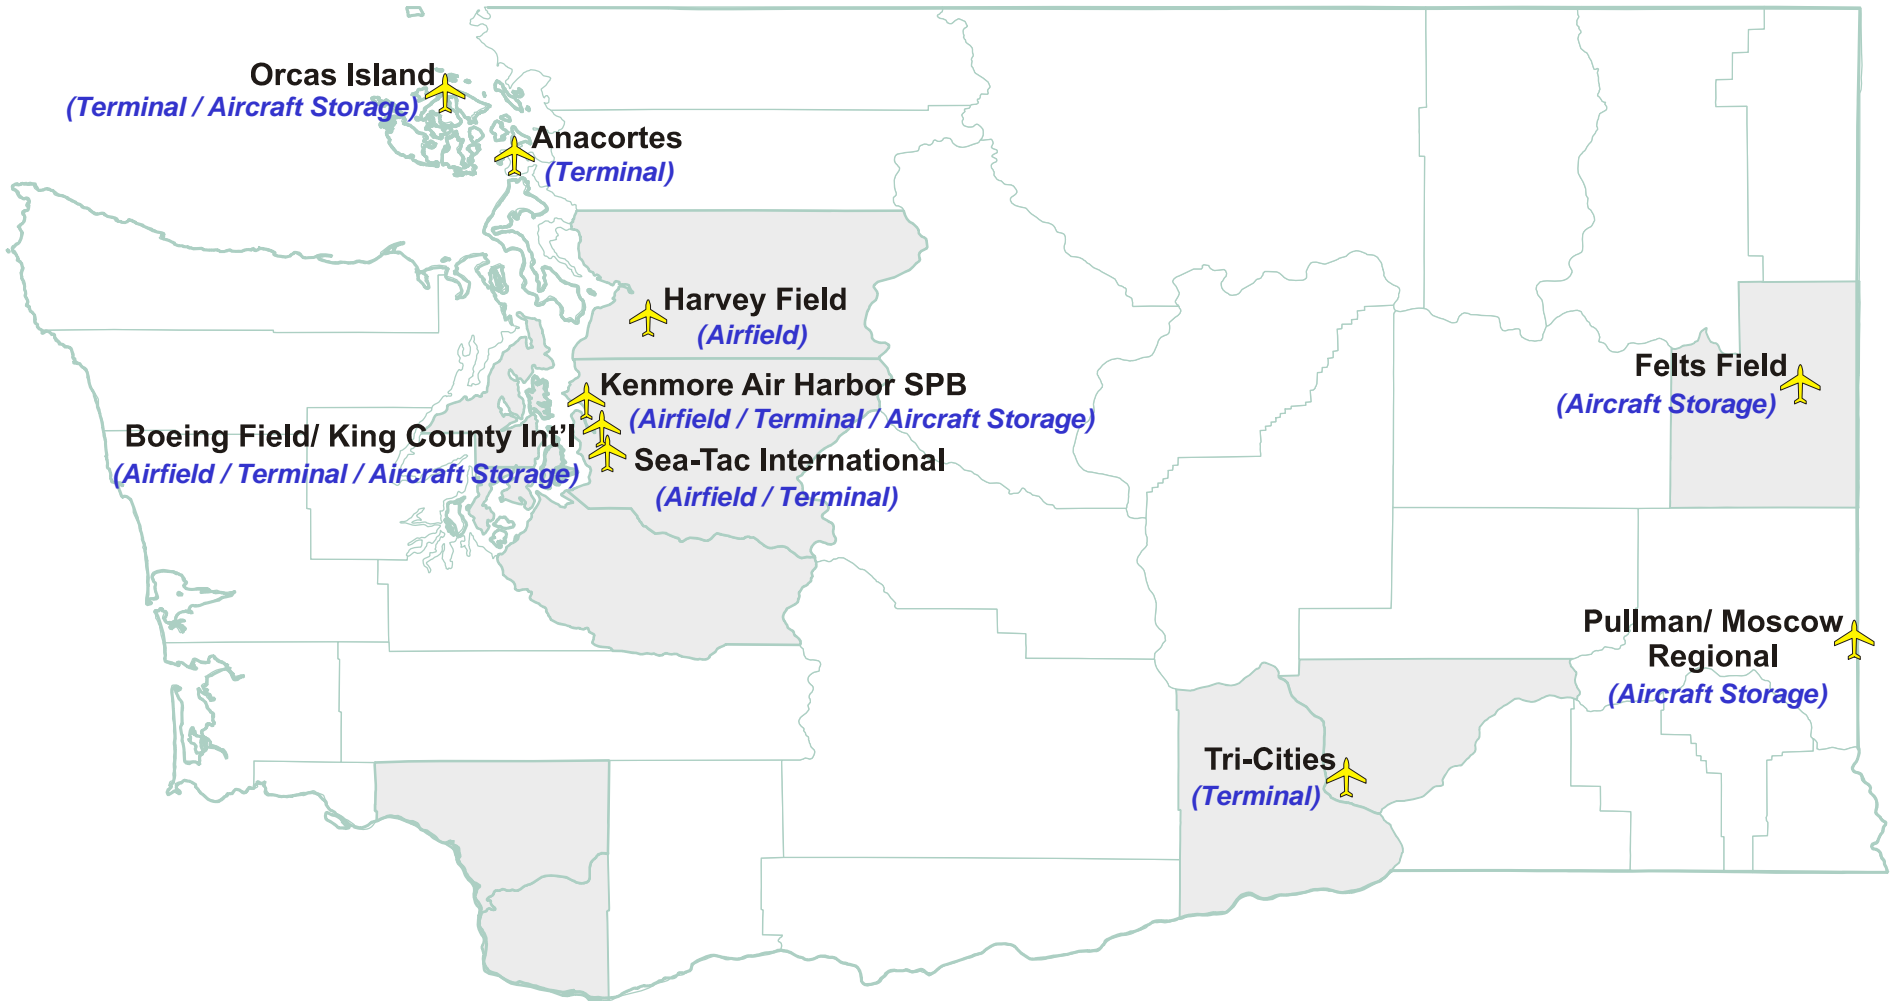 Orcas Island
(Terminal / Aircraft Storage)
Anacortes
(Terminal)
Harvey Field
(Airfield)
Kenmore Air Harbor SPB
(Airfield / Terminal / Aircraft Storage)
Boeing Field/ King County Int'l
(Airfield / Terminal / Aircraft Storage)
Sea-Tac International
(Airfield / Terminal)
Felts Field
(Aircraft Storage)
Pullman/ Moscow
Regional
(Aircraft Storage)
Tri-Cities
(Terminal)